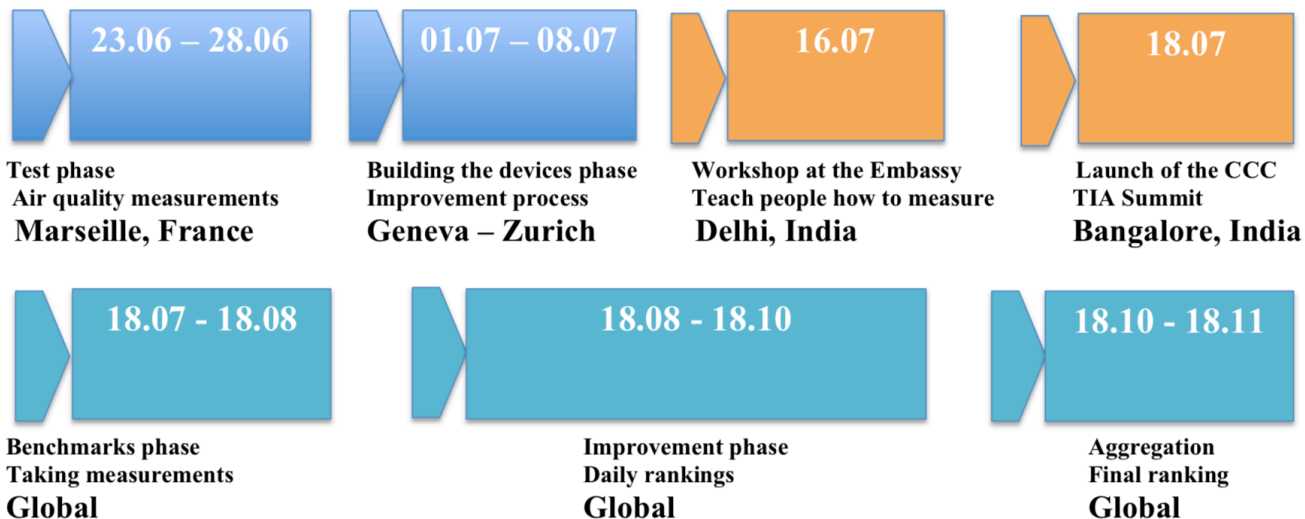 23.06 – 28.06
01.07 – 08.07
16.07
18.07
Test phase
Air quality measurements
Marseille, France
Building the devices phase
Improvement process
Geneva – Zurich
Workshop at the Embassy
Teach people how to measure
Delhi, India
Launch of the CCC
TIA Summit
Bangalore, India
18.07 - 18.08
18.08 - 18.10
18.10 - 18.11
Benchmarks phase
Taking measurements
Global
Improvement phase
Daily rankings
Global
Aggregation
Final ranking
Global